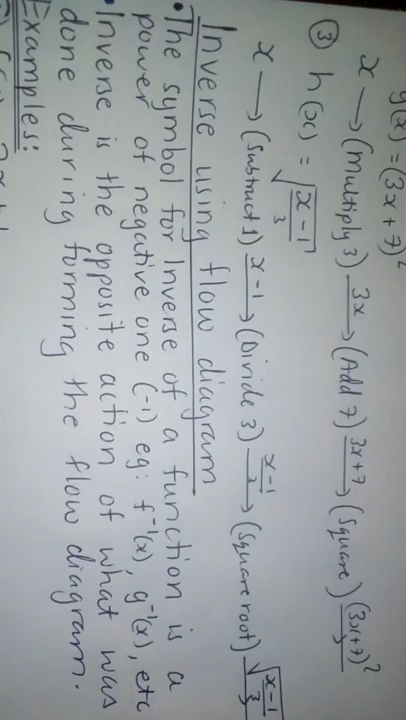 g(x) = (3x + 7)²
x → (Multiply 3) 3x → (Add 7) 3x+7 → (Square) (3x+7)² →
③ h(x) = √((x − 1)/3)
x → (Subtract 1) x−1 → (Divide 3) (x−1)/3 → (Square root) √((x−1)/3)
Inverse using flow diagram
• The symbol for Inverse of a function is a
power of negative one (-1) eg: f⁻¹(x), g⁻¹(x), etc
• Inverse is the opposite action of what was
done during forming the flow diagram.
Examples: